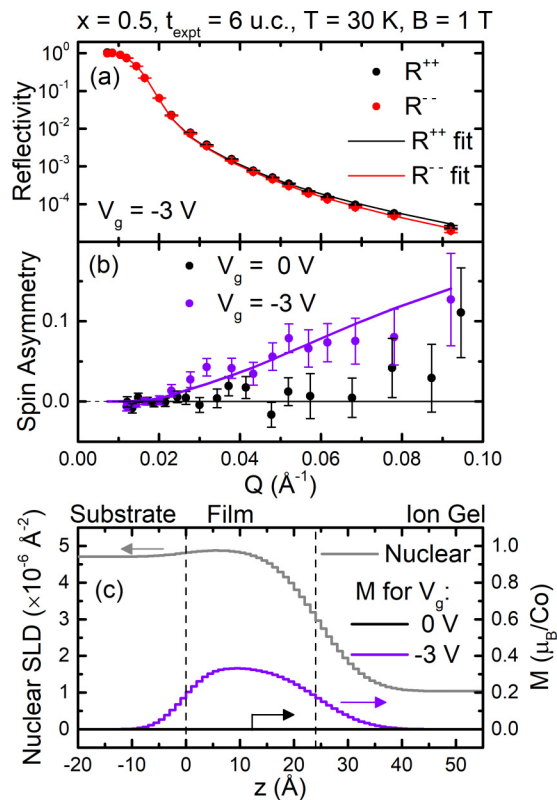 x = 0.5, t_expt = 6 u.c., T = 30 K, B = 1 T
10^0
10^-1
10^-2
10^-3
10^-4
Reflectivity
(a)
R^++
R^--
R^++ fit
R^-- fit
V_g = -3 V
(b)
V_g = 0 V
V_g = -3 V
0.1
0.0
Spin Asymmetry
0.00 0.02 0.04 0.06 0.08 0.10
Q (Å^-1)
Substrate Film Ion Gel
(c)
Nuclear
M for V_g:
0 V
-3 V
5
4
3
2
1
0
Nuclear SLD (×10^-6 Å^-2)
1.0
0.8
0.6
0.4
0.2
0.0
M (μ_B/Co)
-20 -10 0 10 20 30 40 50
z (Å)